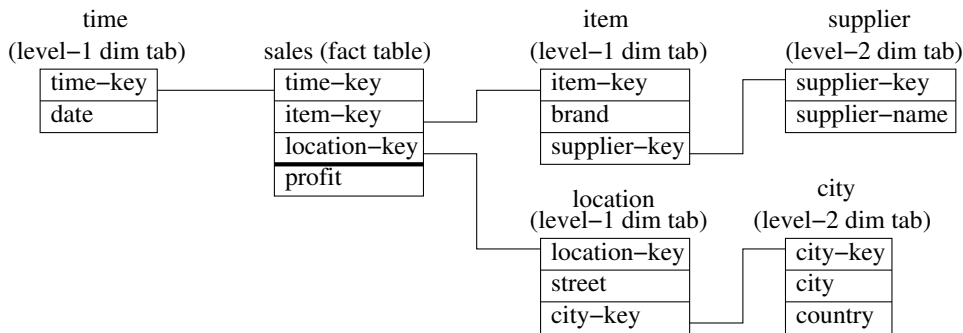 time
(level−1 dim tab)
time−key
date
sales (fact table)
time−key
item−key
location−key
profit
item
(level−1 dim tab)
item−key
brand
supplier−key
supplier
(level−2 dim tab)
supplier−key
supplier−name
location
(level−1 dim tab)
location−key
street
city−key
city
(level−2 dim tab)
city−key
city
country